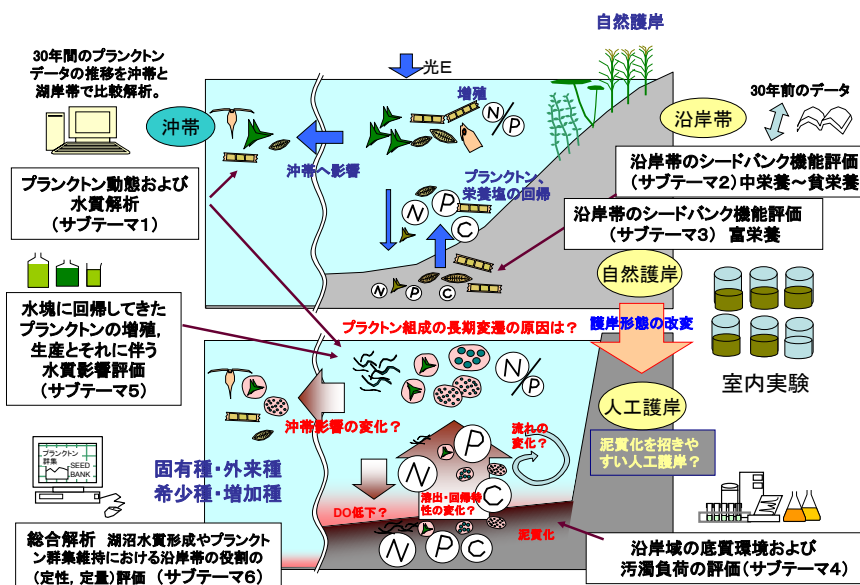 自然護岸
30年間のプランクトン
データの推移を沖帯と
湖岸帯で比較解析。
光E
増殖
N/P
30年前のデータ
沖帯
沿岸帯
沖帯へ影響
プランクトン、
栄養塩の回帰
沿岸帯のシードバンク機能評価
(サブテーマ2)中栄養～貧栄養
プランクトン動態および
水質解析
(サブテーマ1)
N
P
C
沿岸帯のシードバンク機能評価
(サブテーマ3) 富栄養
N
P
C
自然護岸
水塊に回帰してきた
プランクトンの増殖,
生産とそれに伴う
水質影響評価
(サブテーマ5)
プラクトン組成の長期変遷の原因は？
護岸形態の改変
N/P
室内実験
人工護岸
沖帯影響の変化？
流れの
変化？
泥質化を招きや
すい人工護岸？
プランクトン
群集
SEED
BANK
固有種・外来種
希少種・増加種
N
P
C
溶出・回帰特
性の変化？
DO低下？
泥質化
N
P
C
総合解析 湖沼水質形成やプランクト
ン群集維持における沿岸帯の役割の
(定性, 定量)評価 (サブテーマ6)
沿岸域の底質環境および
汚濁負荷の評価(サブテーマ4)